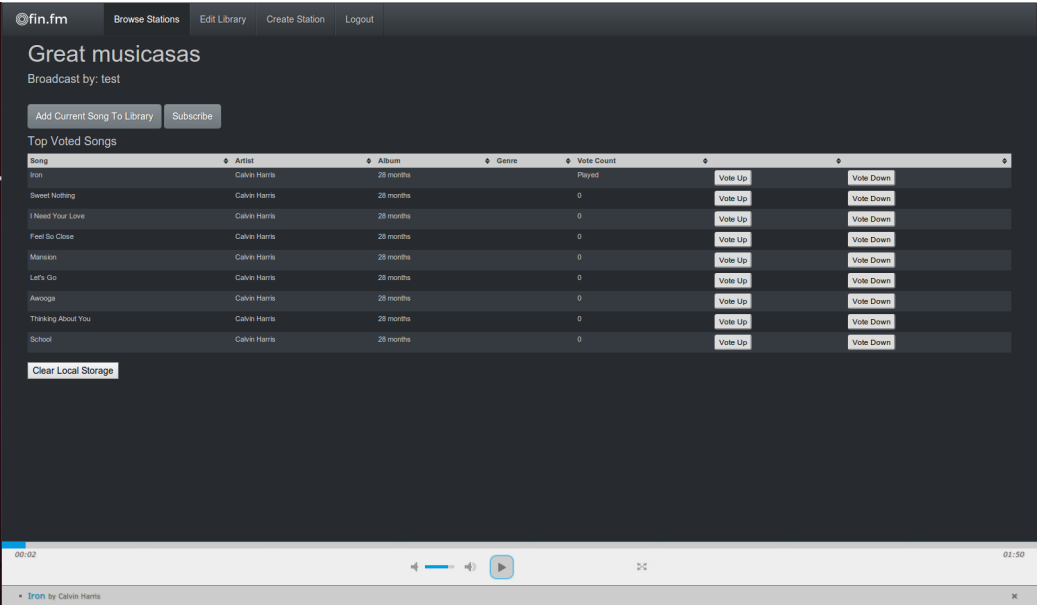 fin.fm Browse Stations Edit Library Create Station Logout
Great musicasas
Broadcast by: test
Add Current Song To Library Subscribe
Top Voted Songs
Song Artist Album Genre Vote Count
Iron Calvin Harris 28 months Played Vote Up Vote Down
Sweet Nothing Calvin Harris 28 months 0 Vote Up Vote Down
I Need Your Love Calvin Harris 28 months 0 Vote Up Vote Down
Feel So Close Calvin Harris 28 months 0 Vote Up Vote Down
Mansion Calvin Harris 28 months 0 Vote Up Vote Down
Let's Go Calvin Harris 28 months 0 Vote Up Vote Down
Awooga Calvin Harris 28 months 0 Vote Up Vote Down
Thinking About You Calvin Harris 28 months 0 Vote Up Vote Down
School Calvin Harris 28 months 0 Vote Up Vote Down
Clear Local Storage
00:02 01:50
• Iron by Calvin Harris